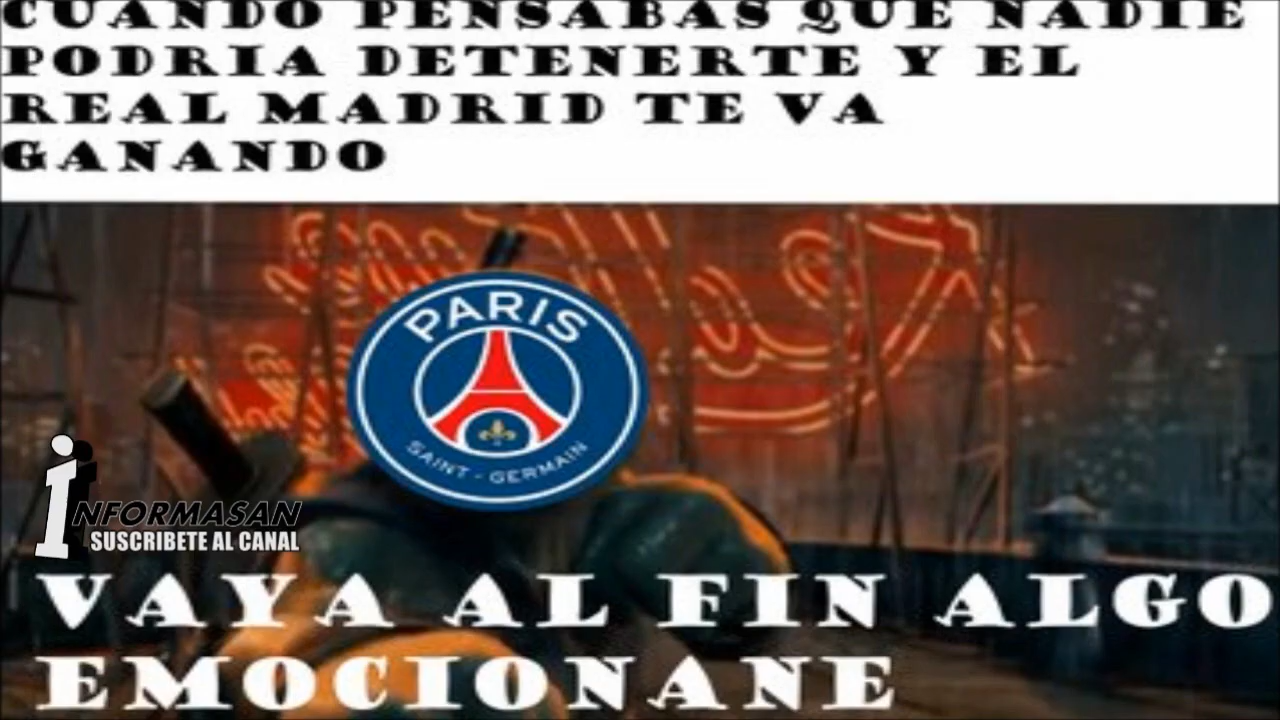 CUANDO PENSABAS QUE NADIE
PODRIA DETENERTE Y EL
REAL MADRID TE VA
GANANDO
PARIS
SAINT - GERMAIN
iNFORMASAN
SUSCRIBETE AL CANAL
VAYA AL FIN ALGO
EMOCIONANE